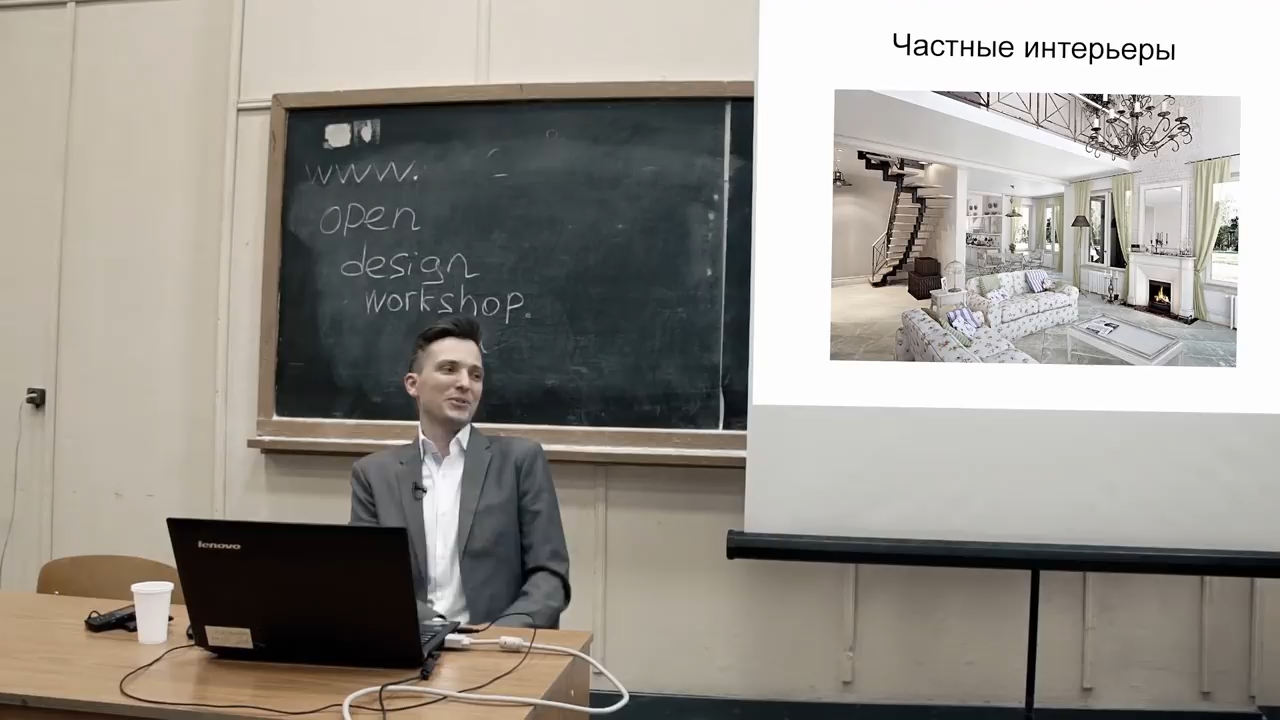 Частные интерьеры
www.
open
design
workshop.
lenovo